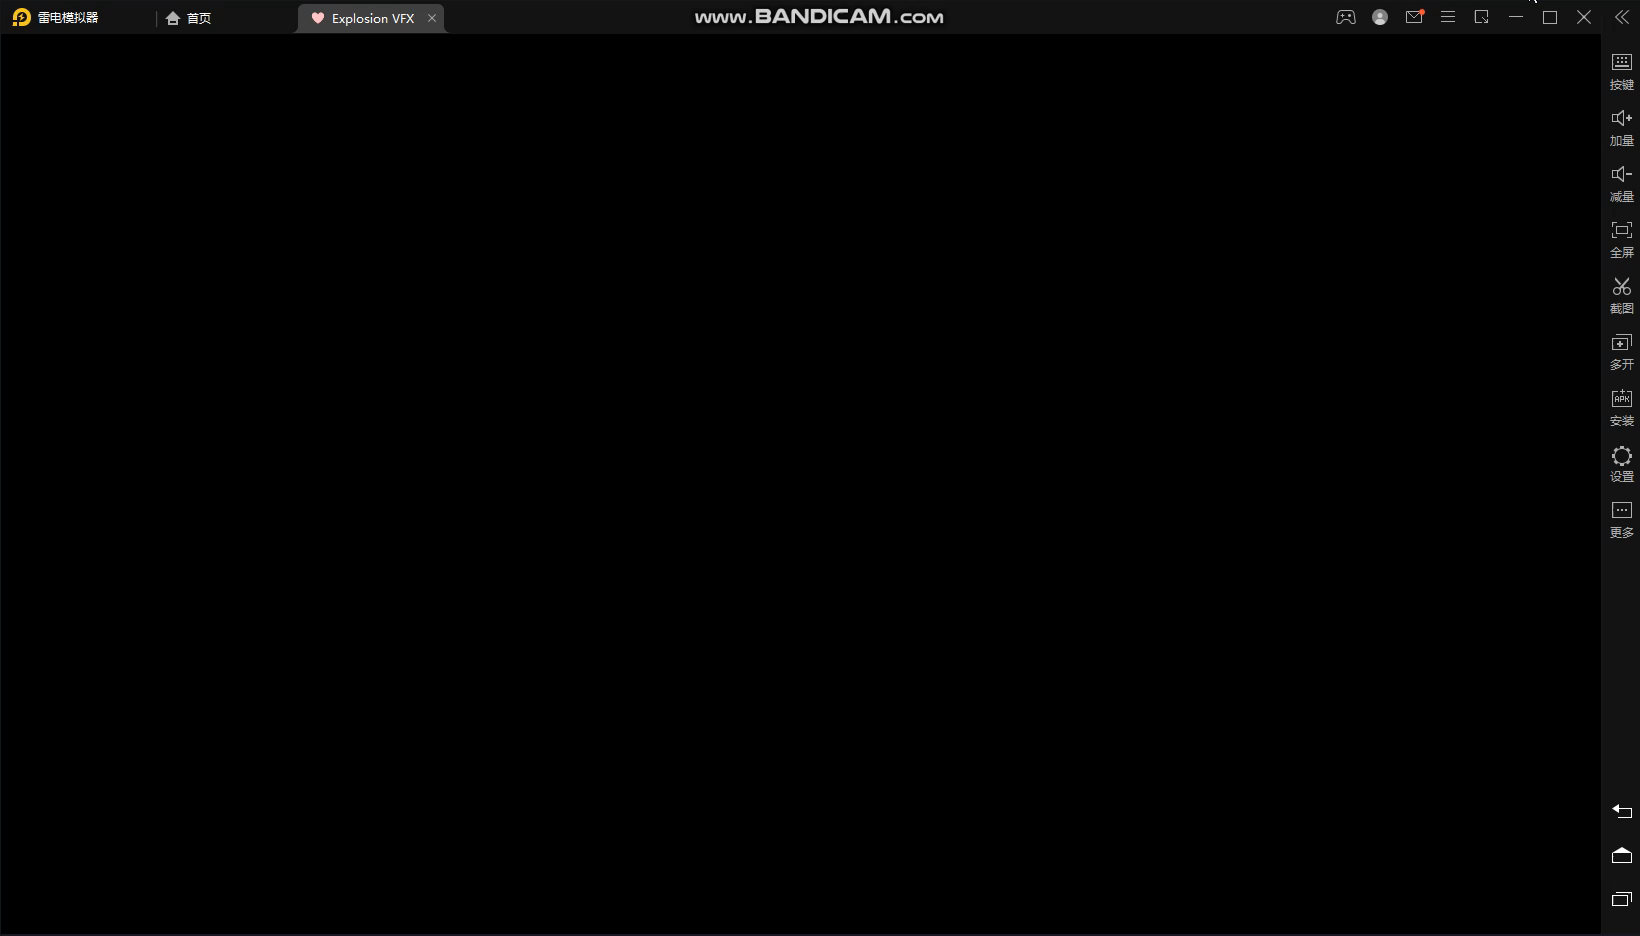 雷电模拟器
首页
Explosion VFX
www.BANDICAM.com
按键
加量
减量
全屏
截图
多开
APK
安装
设置
更多